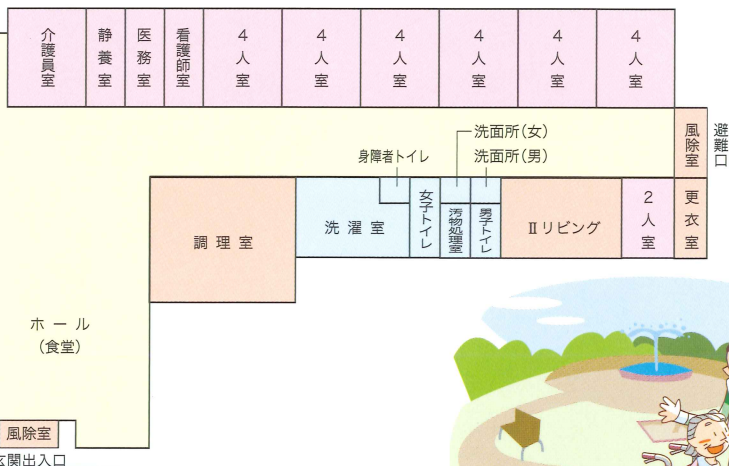 介護員室
静養室
医務室
看護師室
4人室
4人室
4人室
4人室
4人室
4人室
風除室
避難口
洗面所(女)
身障者トイレ
洗面所(男)
調理室
洗濯室
女子トイレ
汚物処理室
男子トイレ
Ⅱリビング
2人室
更衣室
ホール
(食堂)
風除室
玄関出入口